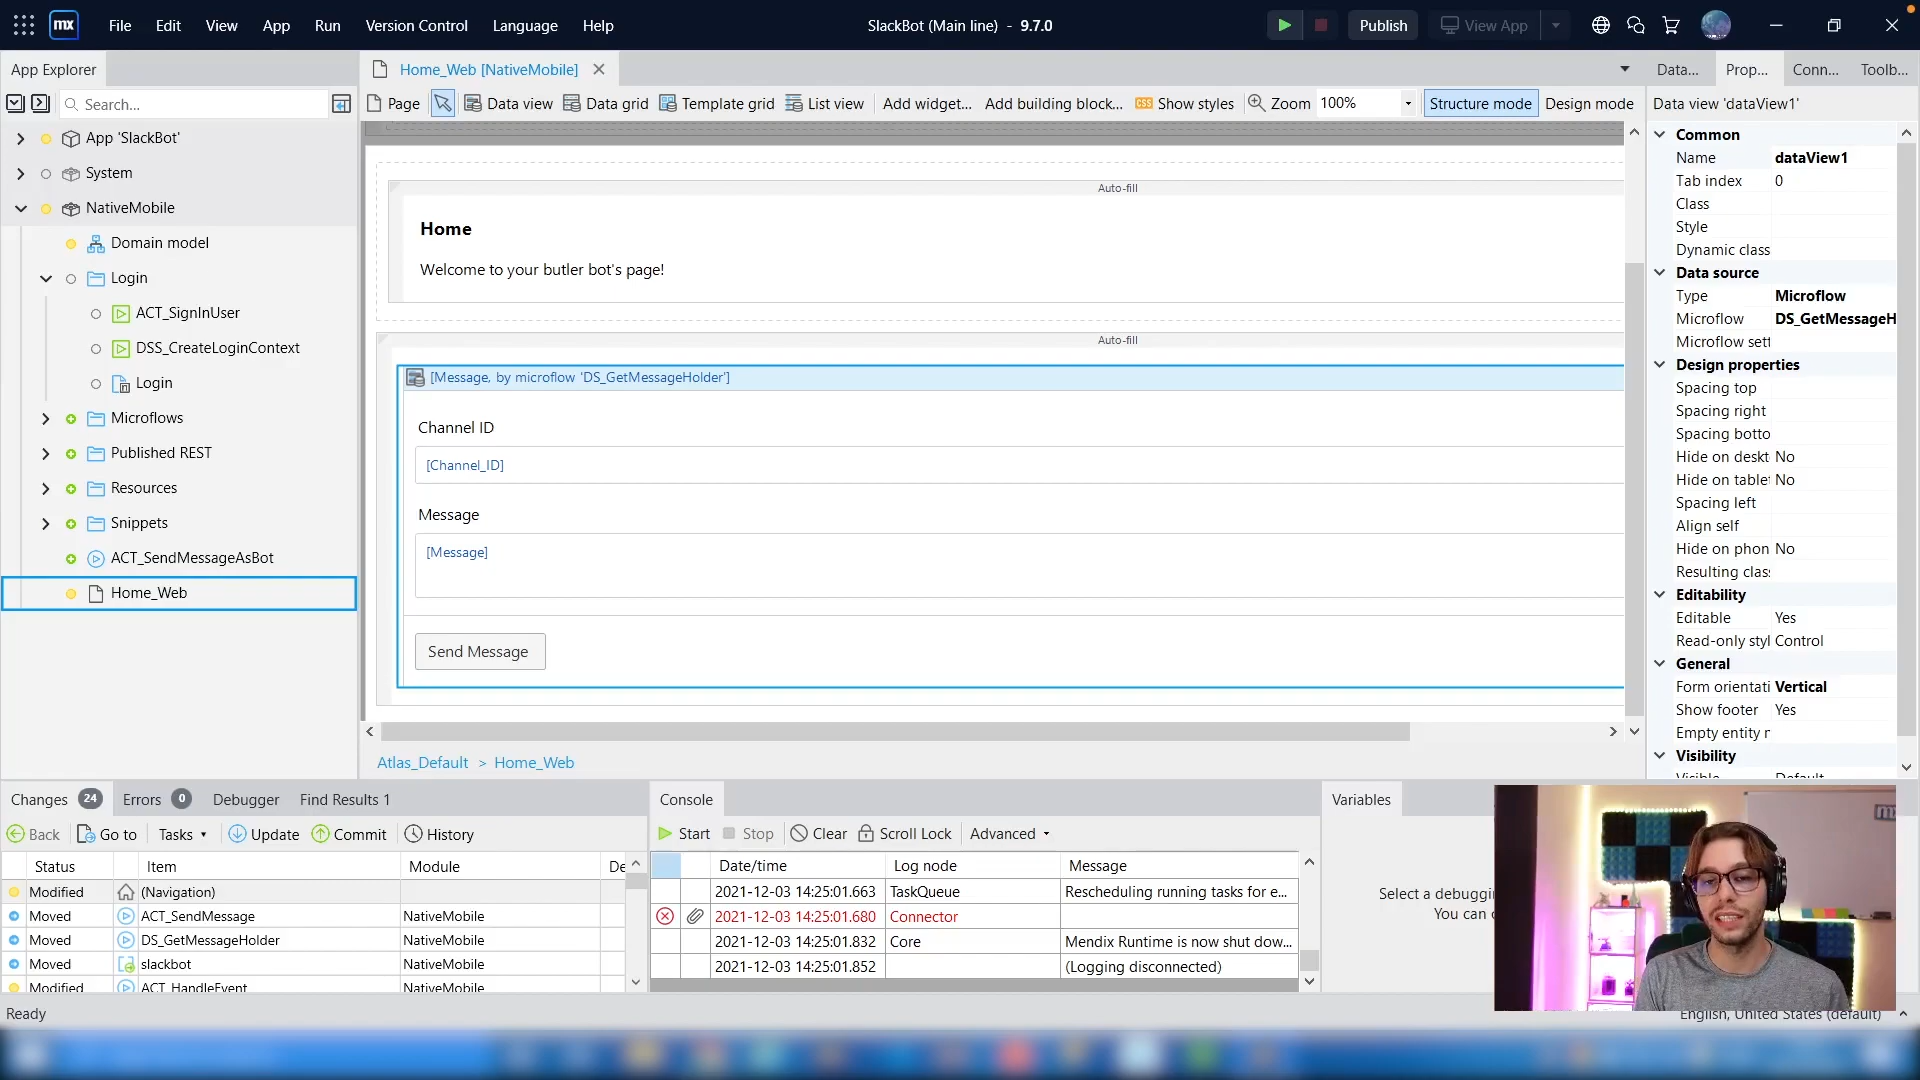 mx
File
Edit
View
App
Run
Version Control
Language
Help
SlackBot (Main line) - 9.7.0
Publish
View App
App Explorer
Home_Web [NativeMobile]
Data...
Prop...
Conn...
Toolb...
Search...
Page
Data view
Data grid
Template grid
List view
Add widget...
Add building block...
Show styles
Zoom
100%
Structure mode
Design mode
Data view 'dataView1'
App 'SlackBot'
System
NativeMobile
Domain model
Login
ACT_SignInUser
DSS_CreateLoginContext
Login
Microflows
Published REST
Resources
Snippets
ACT_SendMessageAsBot
Home_Web
Auto-fill
Home
Welcome to your butler bot's page!
Auto-fill
[Message, by microflow 'DS_GetMessageHolder']
Channel ID
[Channel_ID]
Message
[Message]
Send Message
Atlas_Default > Home_Web
Common
Name dataView1
Tab index 0
Class
Style
Dynamic class
Data source
Type Microflow
Microflow DS_GetMessageH
Microflow sett
Design properties
Spacing top
Spacing right
Spacing botto
Hide on deskt No
Hide on tablet No
Spacing left
Align self
Hide on phon No
Resulting clas
Editability
Editable Yes
Read-only styl Control
General
Form orientati Vertical
Show footer Yes
Empty entity n
Visibility
Visible Default
Changes 24
Errors 0
Debugger
Find Results 1
Back
Go to
Tasks
Update
Commit
History
Status Item Module De
Modified (Navigation)
Moved ACT_SendMessage NativeMobile
Moved DS_GetMessageHolder NativeMobile
Moved slackbot NativeMobile
Modified ACT_HandleEvent NativeMobile
Console
Start
Stop
Clear
Scroll Lock
Advanced
Date/time Log node Message
2021-12-03 14:25:01.663 TaskQueue Rescheduling running tasks for e...
2021-12-03 14:25:01.680 Connector
2021-12-03 14:25:01.832 Core Mendix Runtime is now shut dow...
2021-12-03 14:25:01.852 (Logging disconnected)
Variables
Select a debuggin
You can
Ready
English, United States (default)